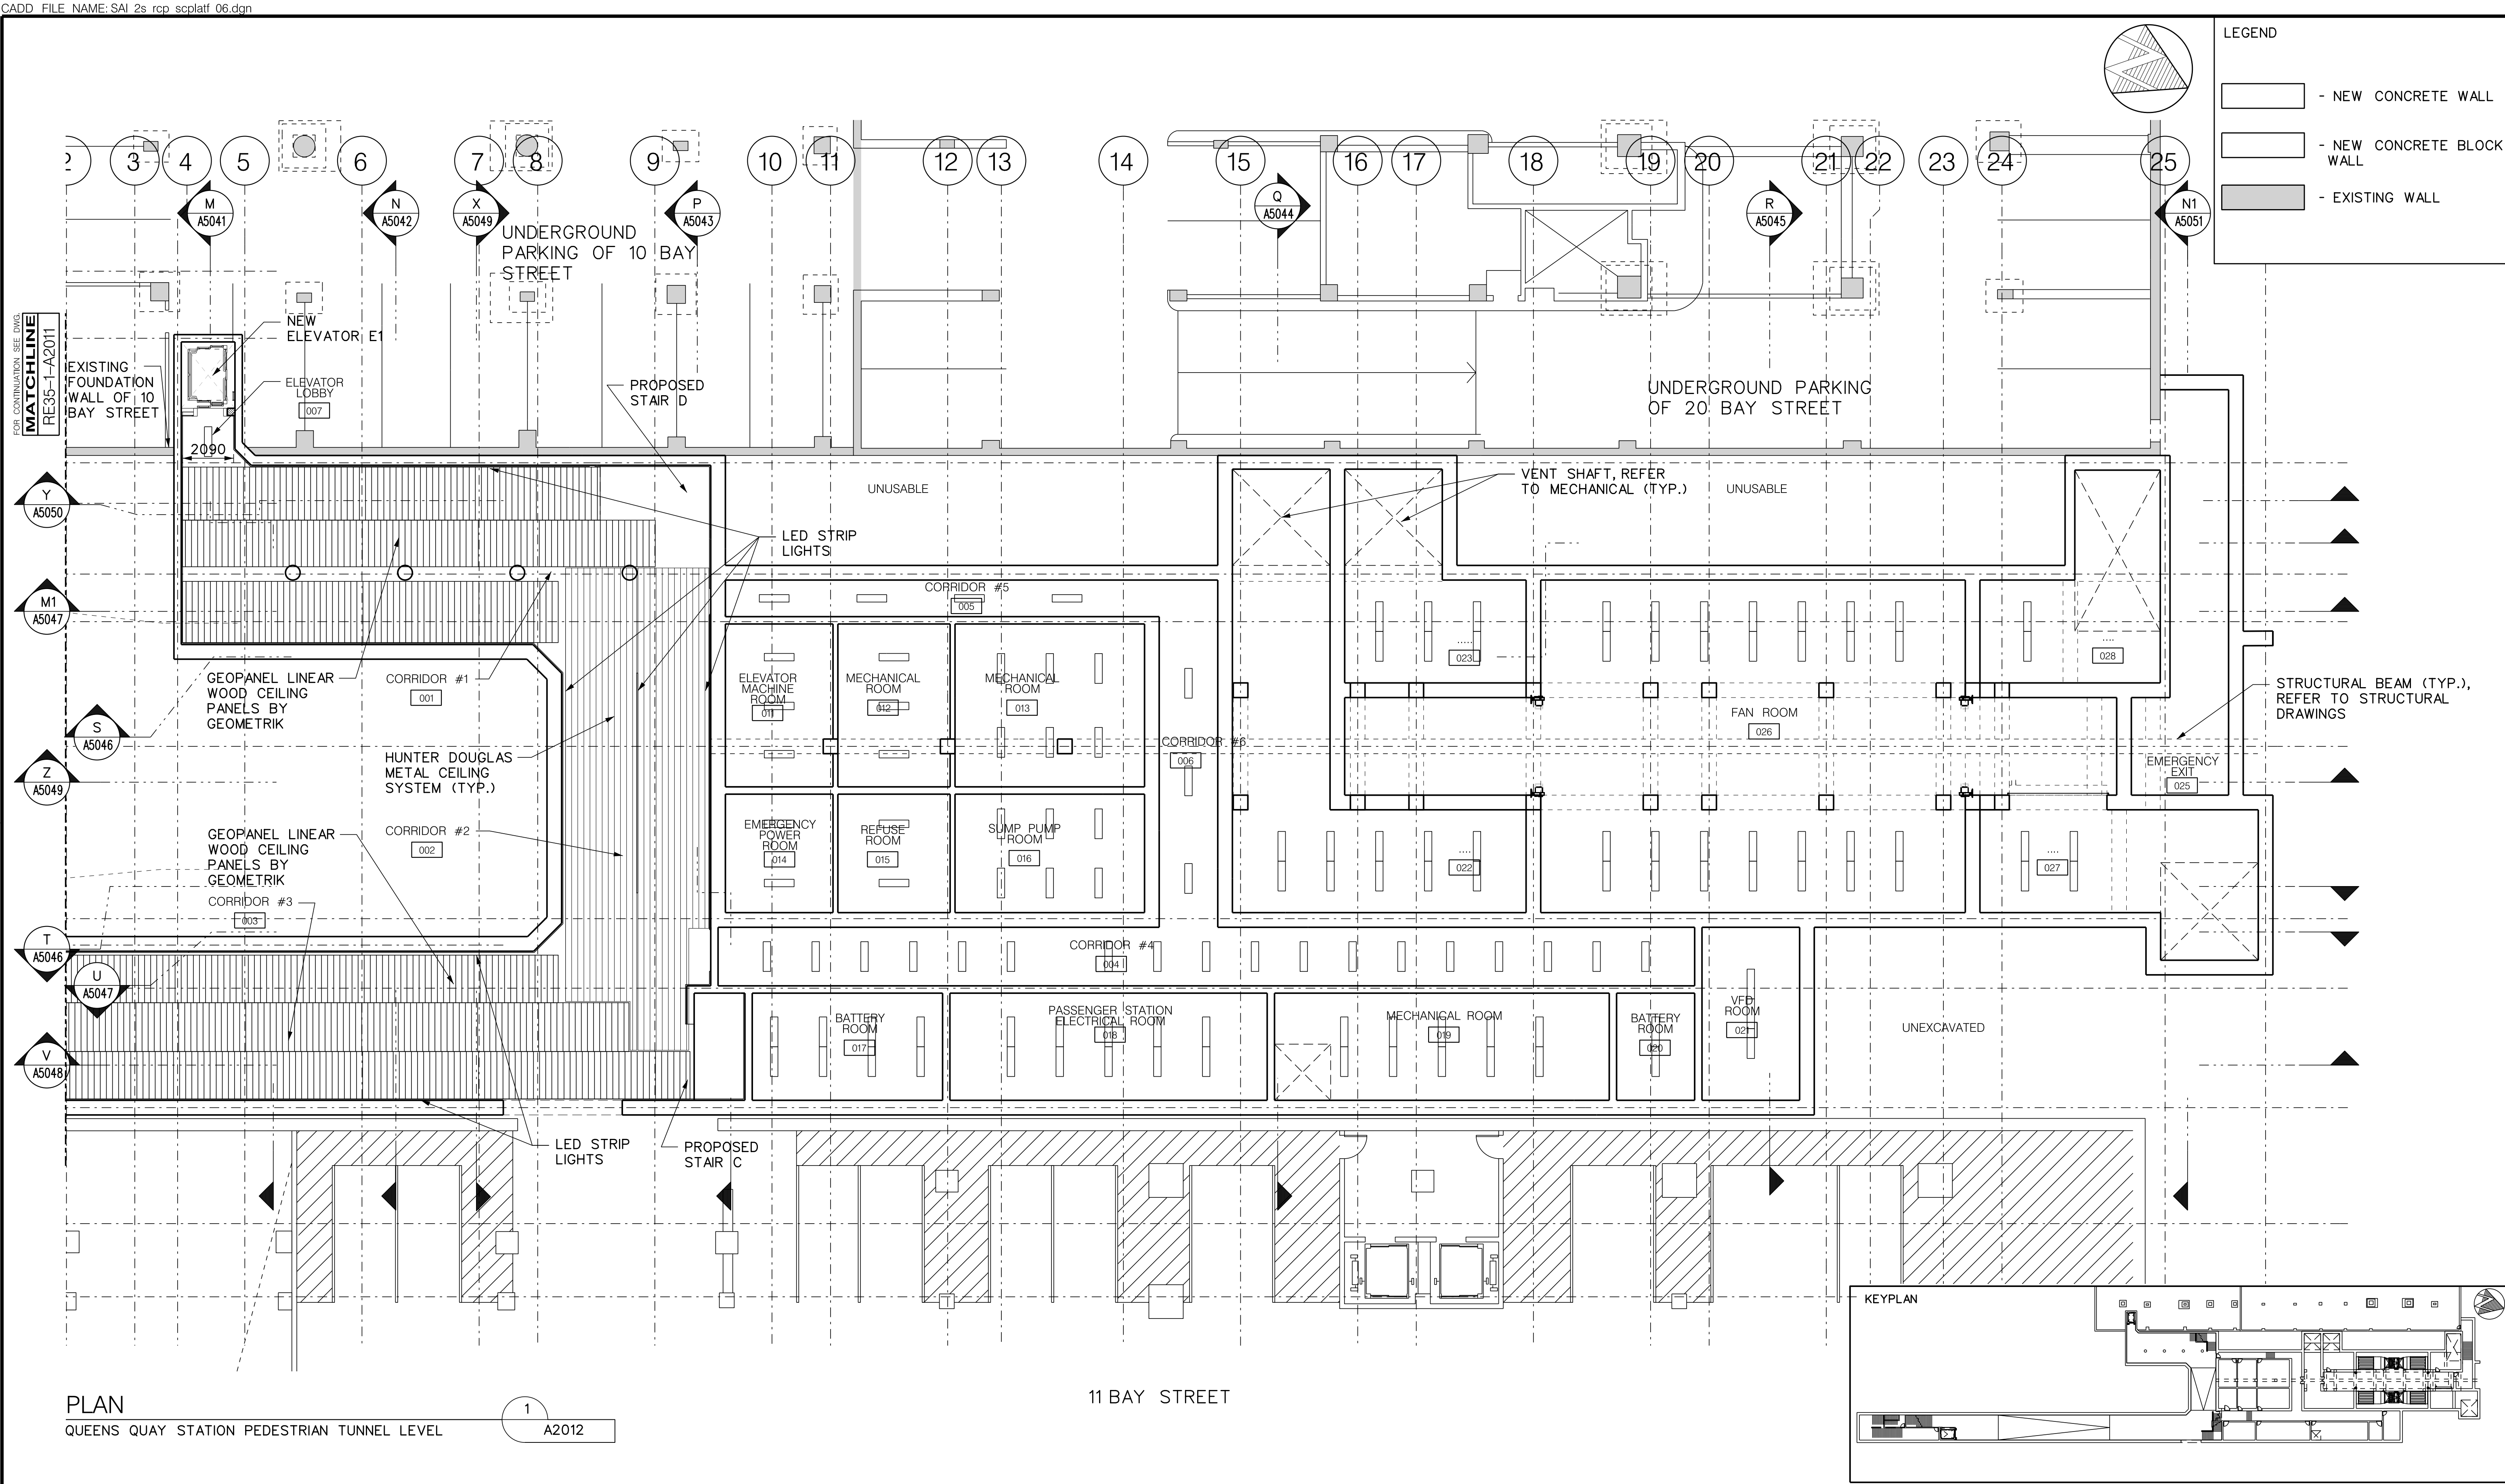 CADD FILE NAME: SAI_2s_rcp_scplatf_06.dgn
LEGEND
- NEW CONCRETE WALL
- NEW CONCRETE BLOCK
WALL
- EXISTING WALL
2 3 4 5 6 7 8 9 10 11 12 13 14 15 16 17 18 19 20 21 22 23 24 25
M
A5041
N
A5042
X
A5049
P
A5043
Q
A5044
R
A5045
N1
A5051
UNDERGROUND
PARKING OF 10 BAY
STREET
UNDERGROUND PARKING
OF 20 BAY STREET
FOR CONTINUATION SEE DWG.
MATCHLINE
RE35-1-A2011
NEW
ELEVATOR E1
EXISTING
FOUNDATION
WALL OF 10
BAY STREET
ELEVATOR
LOBBY
007
PROPOSED
STAIR D
2090
Y
A5050
UNUSABLE
VENT SHAFT, REFER
TO MECHANICAL (TYP.)
UNUSABLE
LED STRIP
LIGHTS
M1
A5047
CORRIDOR #5
005
GEOPANEL LINEAR
WOOD CEILING
PANELS BY
GEOMETRIK
CORRIDOR #1
001
ELEVATOR
MACHINE
ROOM
011
MECHANICAL
ROOM
012
MECHANICAL
ROOM
013
.....
023
....
028
STRUCTURAL BEAM (TYP.),
REFER TO STRUCTURAL
DRAWINGS
S
A5046
FAN ROOM
026
HUNTER DOUGLAS
METAL CEILING
SYSTEM (TYP.)
CORRIDOR #6
006
EMERGENCY
EXIT
025
Z
A5049
GEOPANEL LINEAR
WOOD CEILING
PANELS BY
GEOMETRIK
CORRIDOR #2
002
EMERGENCY
POWER
ROOM
014
REFUSE
ROOM
015
SUMP PUMP
ROOM
016
....
022
....
027
CORRIDOR #3
003
T
A5046
CORRIDOR #4
004
U
A5047
BATTERY
ROOM
017
PASSENGER STATION
ELECTRICAL ROOM
018
MECHANICAL ROOM
019
BATTERY
ROOM
020
VFD
ROOM
021
UNEXCAVATED
V
A5048
LED STRIP
LIGHTS
PROPOSED
STAIR C
KEYPLAN
11 BAY STREET
PLAN
QUEENS QUAY STATION PEDESTRIAN TUNNEL LEVEL
1
A2012